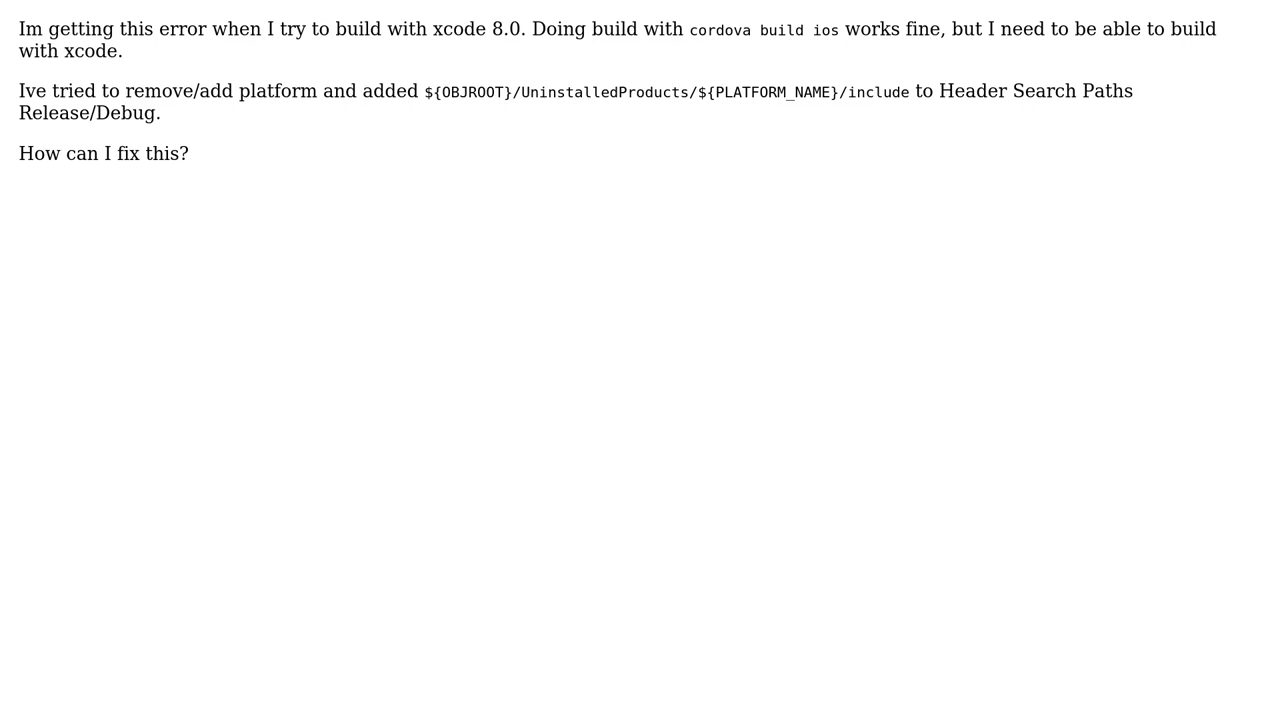 Im getting this error when I try to build with xcode 8.0. Doing build with cordova build ios works fine, but I need to be able to build
with xcode.
Ive tried to remove/add platform and added ${OBJROOT}/UninstalledProducts/${PLATFORM_NAME}/include to Header Search Paths
Release/Debug.
How can I fix this?